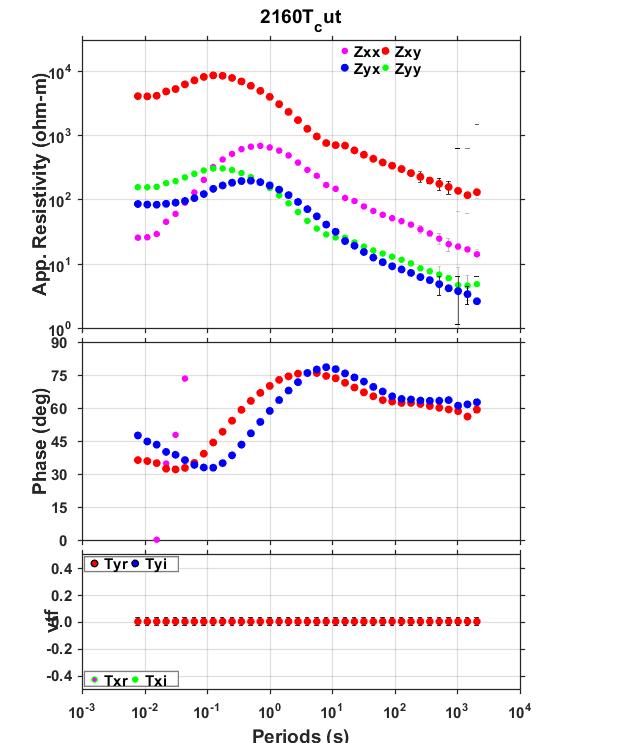 2160T_cut
Zxx Zxy
Zyx Zyy
App. Resistivity (ohm-m)
10^4
10^3
10^2
10^1
10^0
Phase (deg)
90
75
60
45
30
15
0
Tyr Tyi
vtf
0.4
0.2
0.0
-0.2
-0.4
Txr Txi
10^-3 10^-2 10^-1 10^0 10^1 10^2 10^3 10^4
Periods (s)